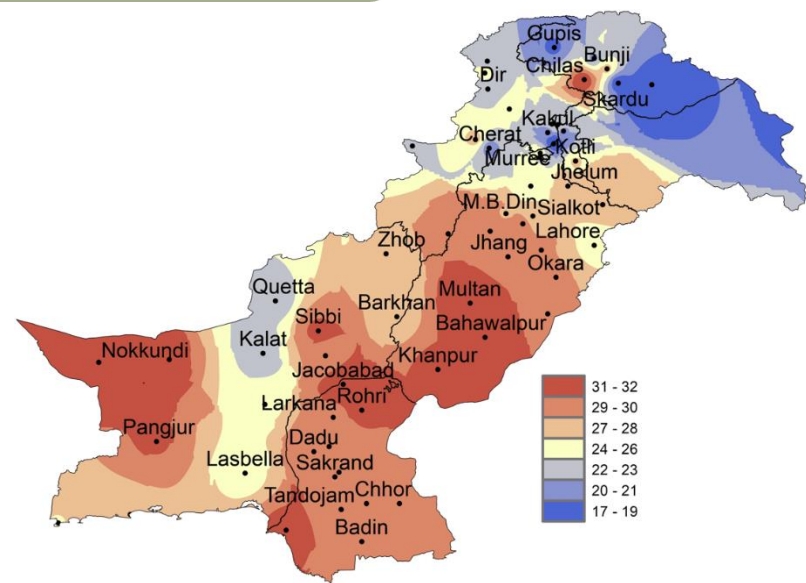 Gupis
Bunji
Chilas
Dir
Skardu
Kakul
Cherat
Kotli
Murree
Jhelum
M.B.Din
Sialkot
Zhob
Jhang
Lahore
Okara
Quetta
Multan
Barkhan
Sibbi
Bahawalpur
Nokkundi
Kalat
Khanpur
Jacobabad
Larkana
Rohri
Pangjur
Dadu
Lasbella
Sakrand
Tandojam
Chhor
Badin
31 - 32
29 - 30
27 - 28
24 - 26
22 - 23
20 - 21
17 - 19